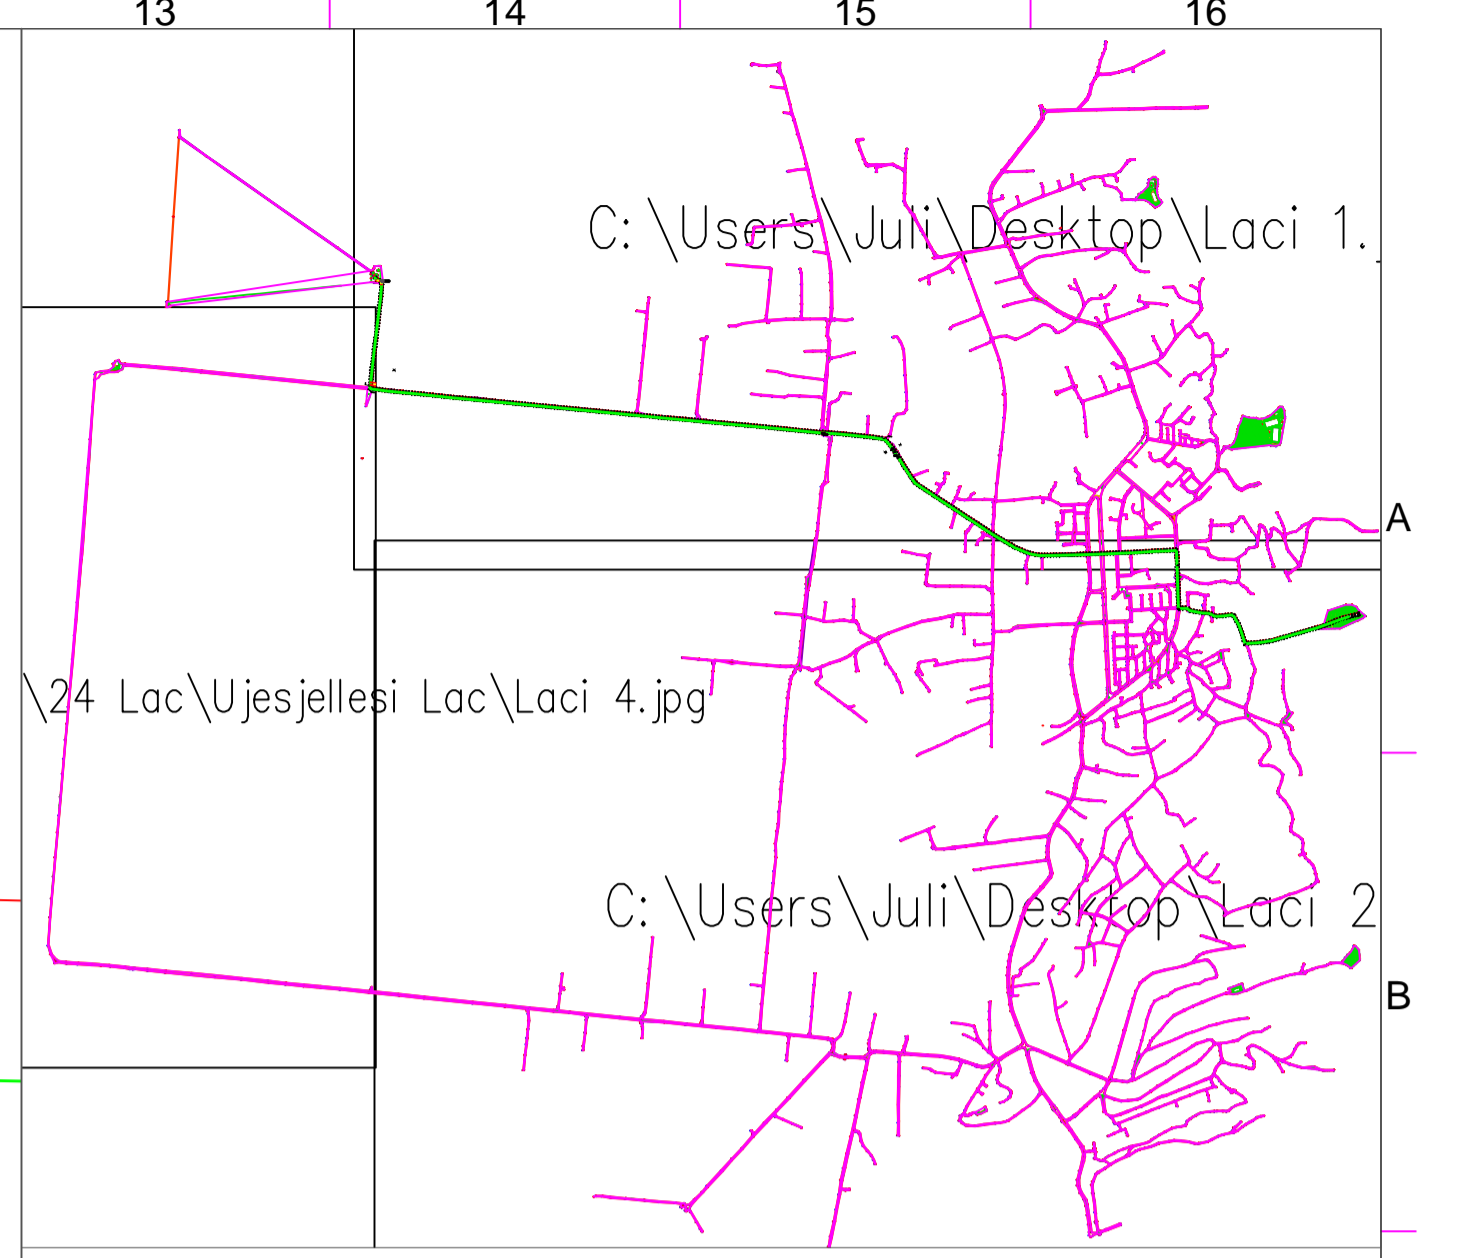 13 14 15 16
C:\Users\Juli\Desktop\Laci 1.
A
\24 Lac\Ujesjellesi Lac\Laci 4.jpg
C:\Users\Juli\Desktop\Laci 2
B